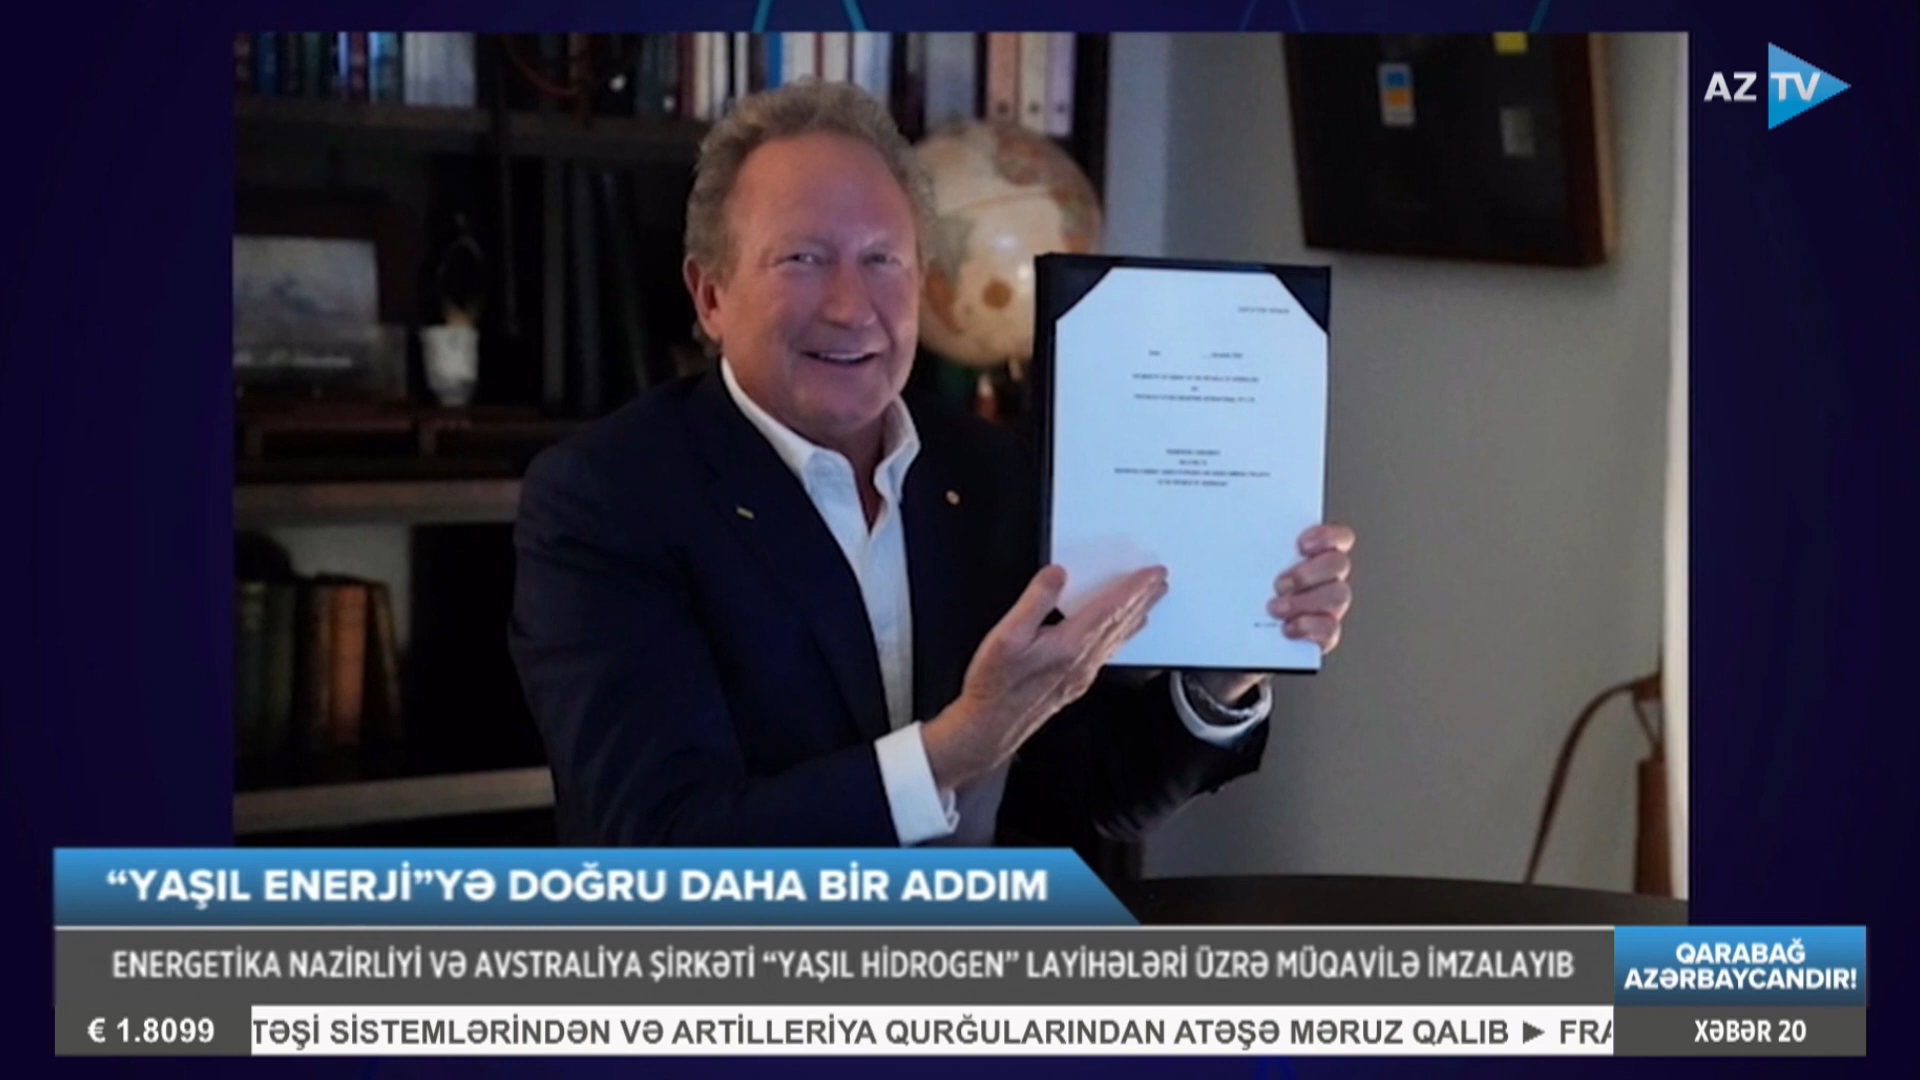 AZ TV
“YAŞIL ENERJİ”YƏ DOĞRU DAHA BİR ADDIM
ENERGETİKA NAZİRLİYİ VƏ AVSTRALİYA ŞİRKƏTİ “YAŞIL HİDROGEN” LAYİHƏLƏRİ ÜZRƏ MÜQAVİLƏ İMZALAYIB
QARABAĞ
AZƏRBAYCANDIR!
€ 1.8099
TƏŞİ SİSTEMLƏRİNDƏN VƏ ARTİLLERİYA QURĞULARINDAN ATƏŞƏ MƏRUZ QALIB ► FRA
XƏBƏR 20